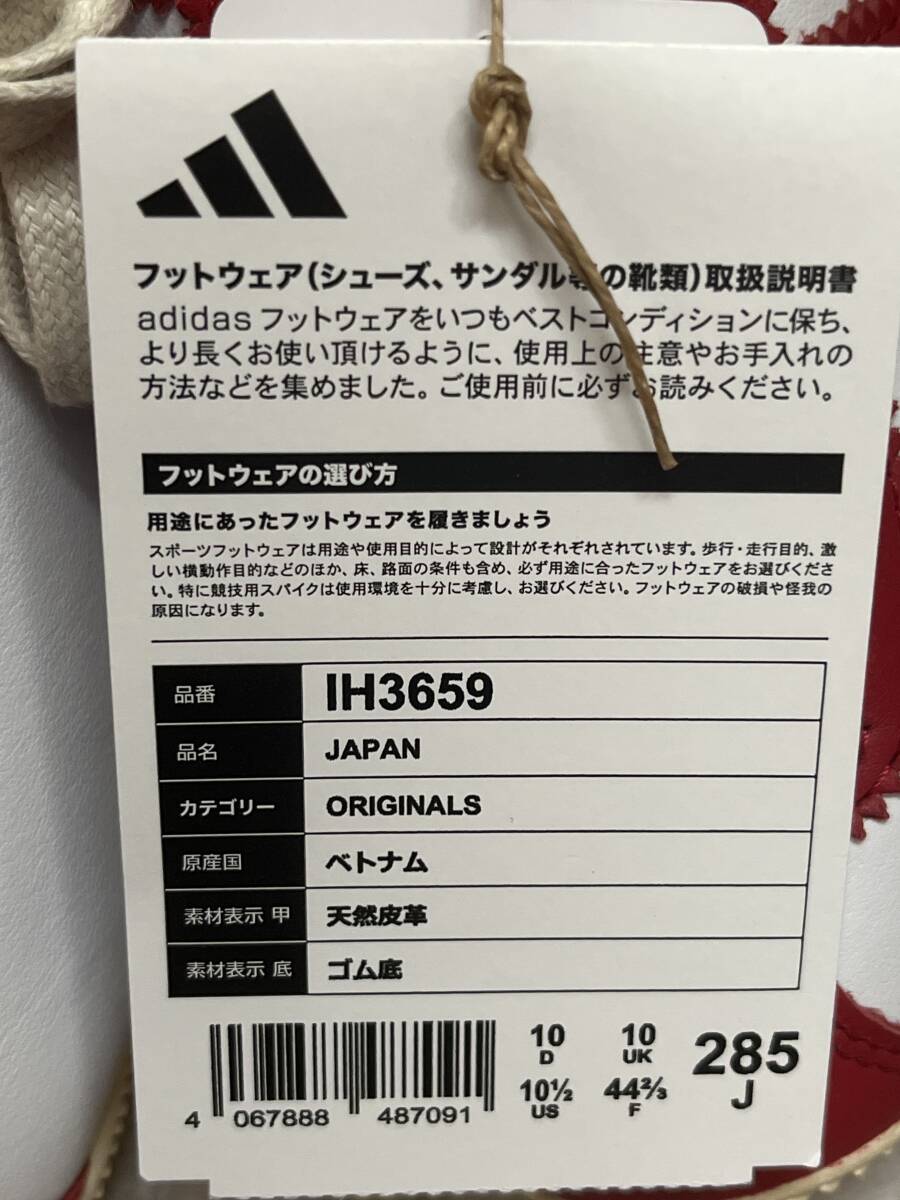 フットウェア(シューズ、サンダル等の靴類)取扱説明書
adidas フットウェアをいつもベストコンディションに保ち、
より長くお使い頂けるように、使用上の注意やお手入れの
方法などを集めました。ご使用前に必ずお読みください。
フットウェアの選び方
用途にあったフットウェアを履きましょう
スポーツフットウェアは用途や使用目的によって設計がそれぞれされています。歩行・走行目的、激
しい横動作目的などのほか、床、路面の条件も含め、必ず用途に合ったフットウェアをお選びくださ
い。特に競技用スパイクは使用環境を十分に考慮し、お選びください。フットウェアの破損や怪我の
原因になります。
品番 IH3659
品名 JAPAN
カテゴリー ORIGINALS
原産国 ベトナム
素材表示 甲 天然皮革
素材表示 底 ゴム底
10 D 10 UK 285 J
10½ US 44⅔ F
4 067888 487091